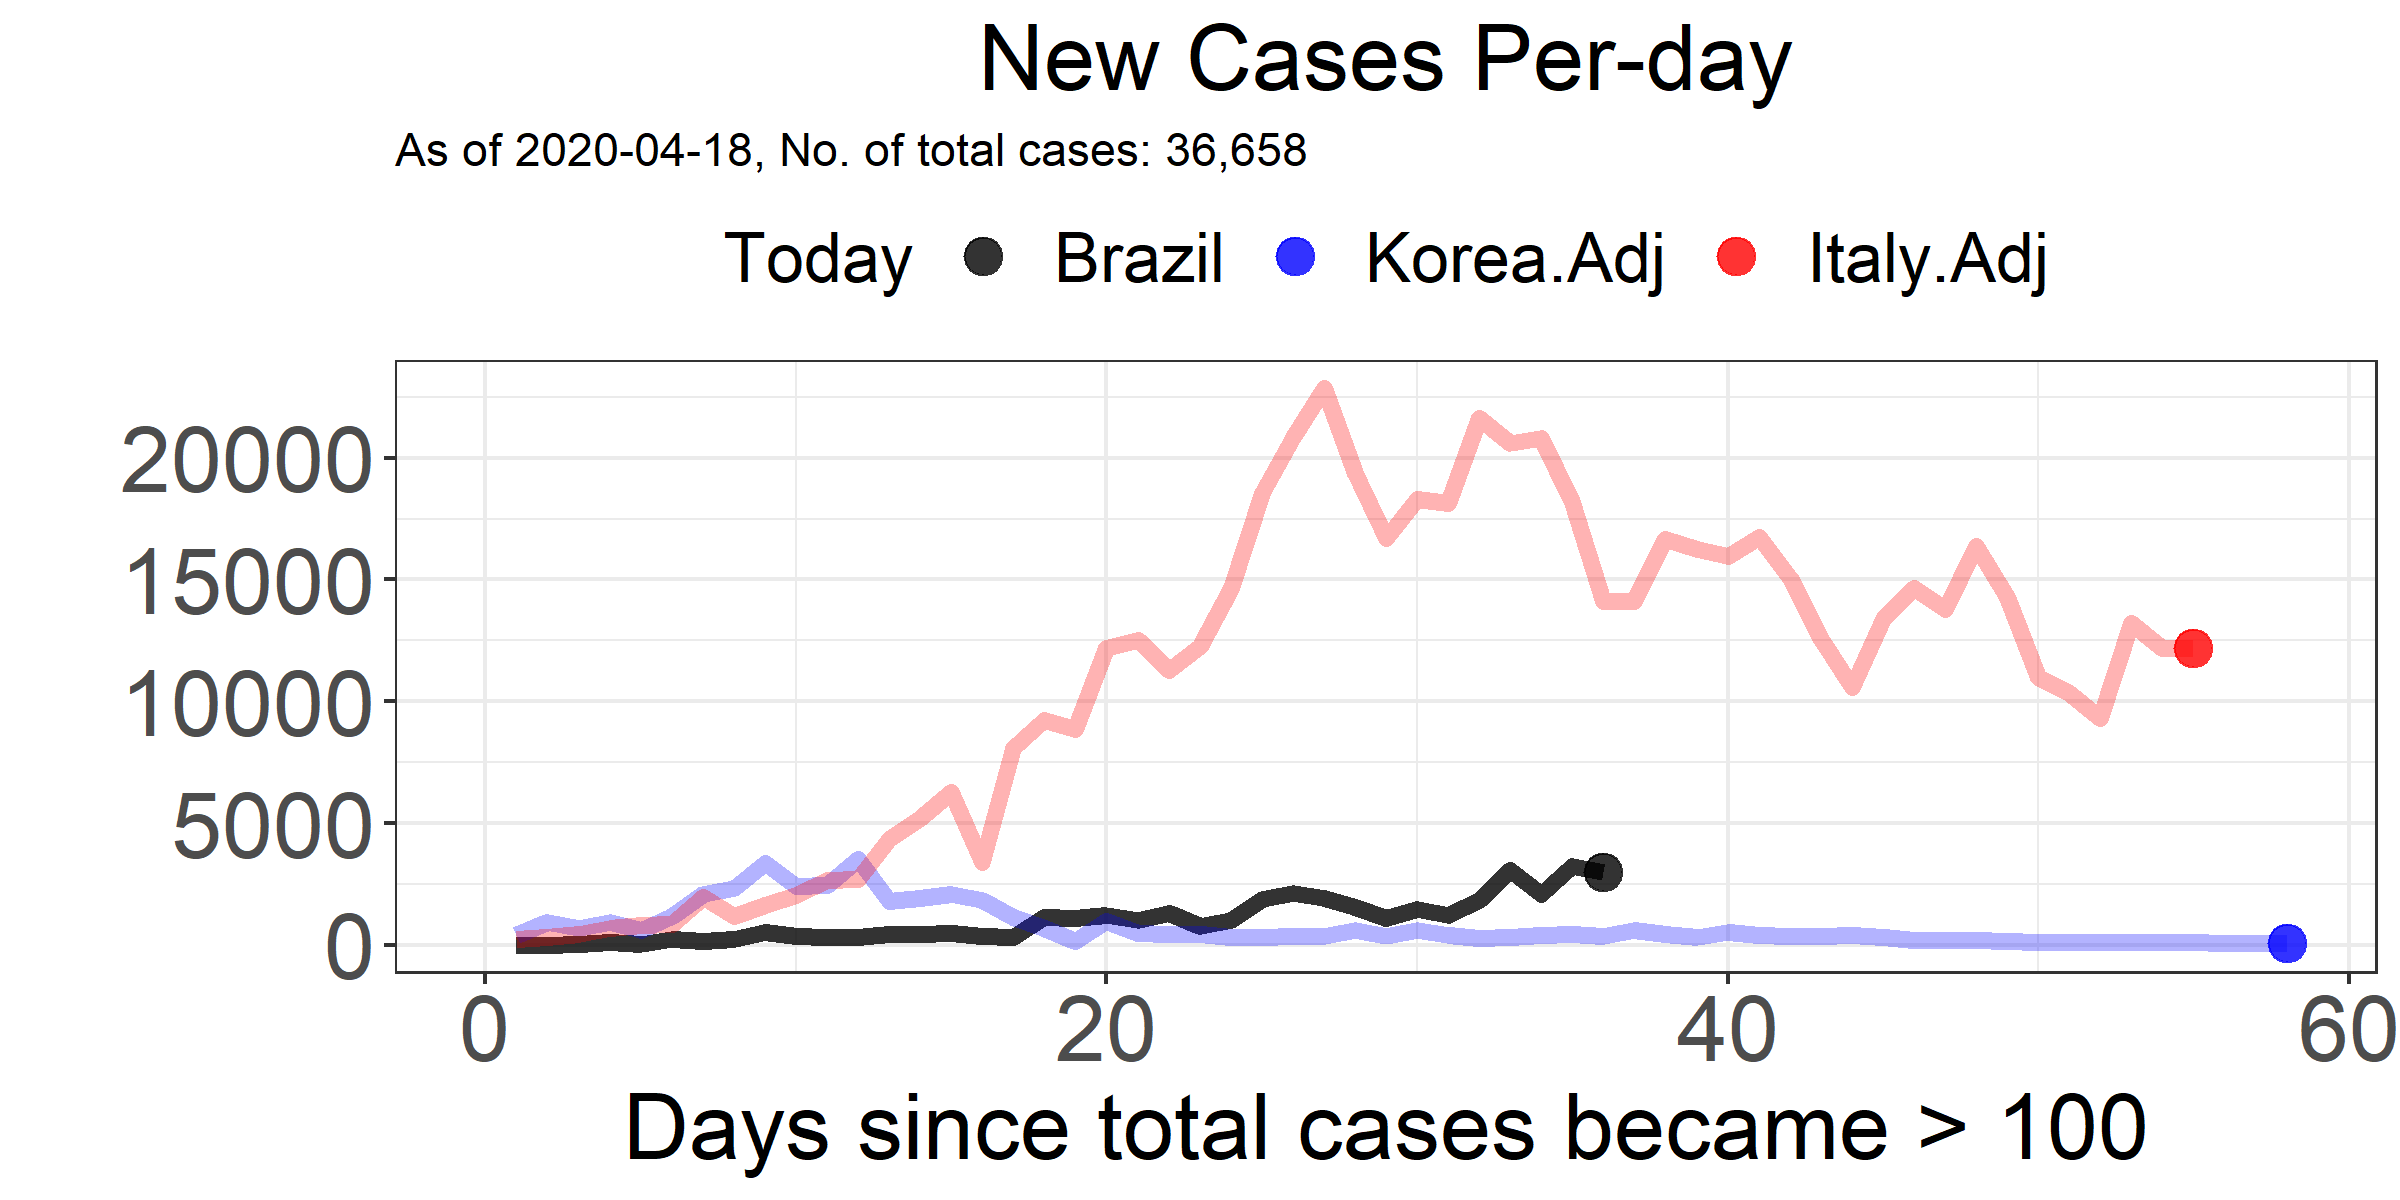 New Cases Per-day
As of 2020-04-18, No. of total cases: 36,658
Today Brazil Korea.Adj Italy.Adj
20000
15000
10000
5000
0
0 20 40 60
Days since total cases became > 100